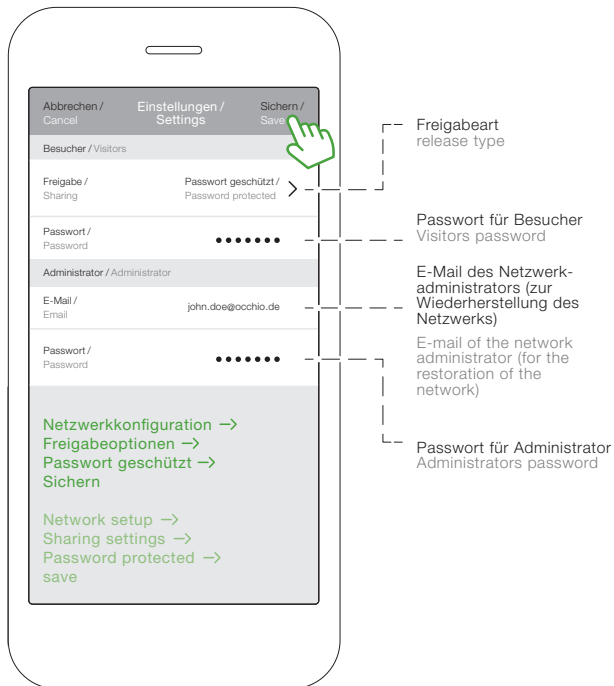 Abbrechen /
Cancel
Einstellungen /
Settings
Sichern /
Save
Besucher / Visitors
Freigabe /
Sharing
Passwort geschützt /
Password protected
Passwort /
Password
•••••••
Administrator / Administrator
E-Mail /
Email
john.doe@occhio.de
Passwort /
Password
•••••••
Netzwerkkonfiguration →
Freigabeoptionen →
Passwort geschützt →
Sichern
Network setup →
Sharing settings →
Password protected →
save
Freigabeart
release type
Passwort für Besucher
Visitors password
E-Mail des Netzwerk-
administrators (zur
Wiederherstellung des
Netzwerks)
E-mail of the network
administrator (for the
restoration of the
network)
Passwort für Administrator
Administrators password